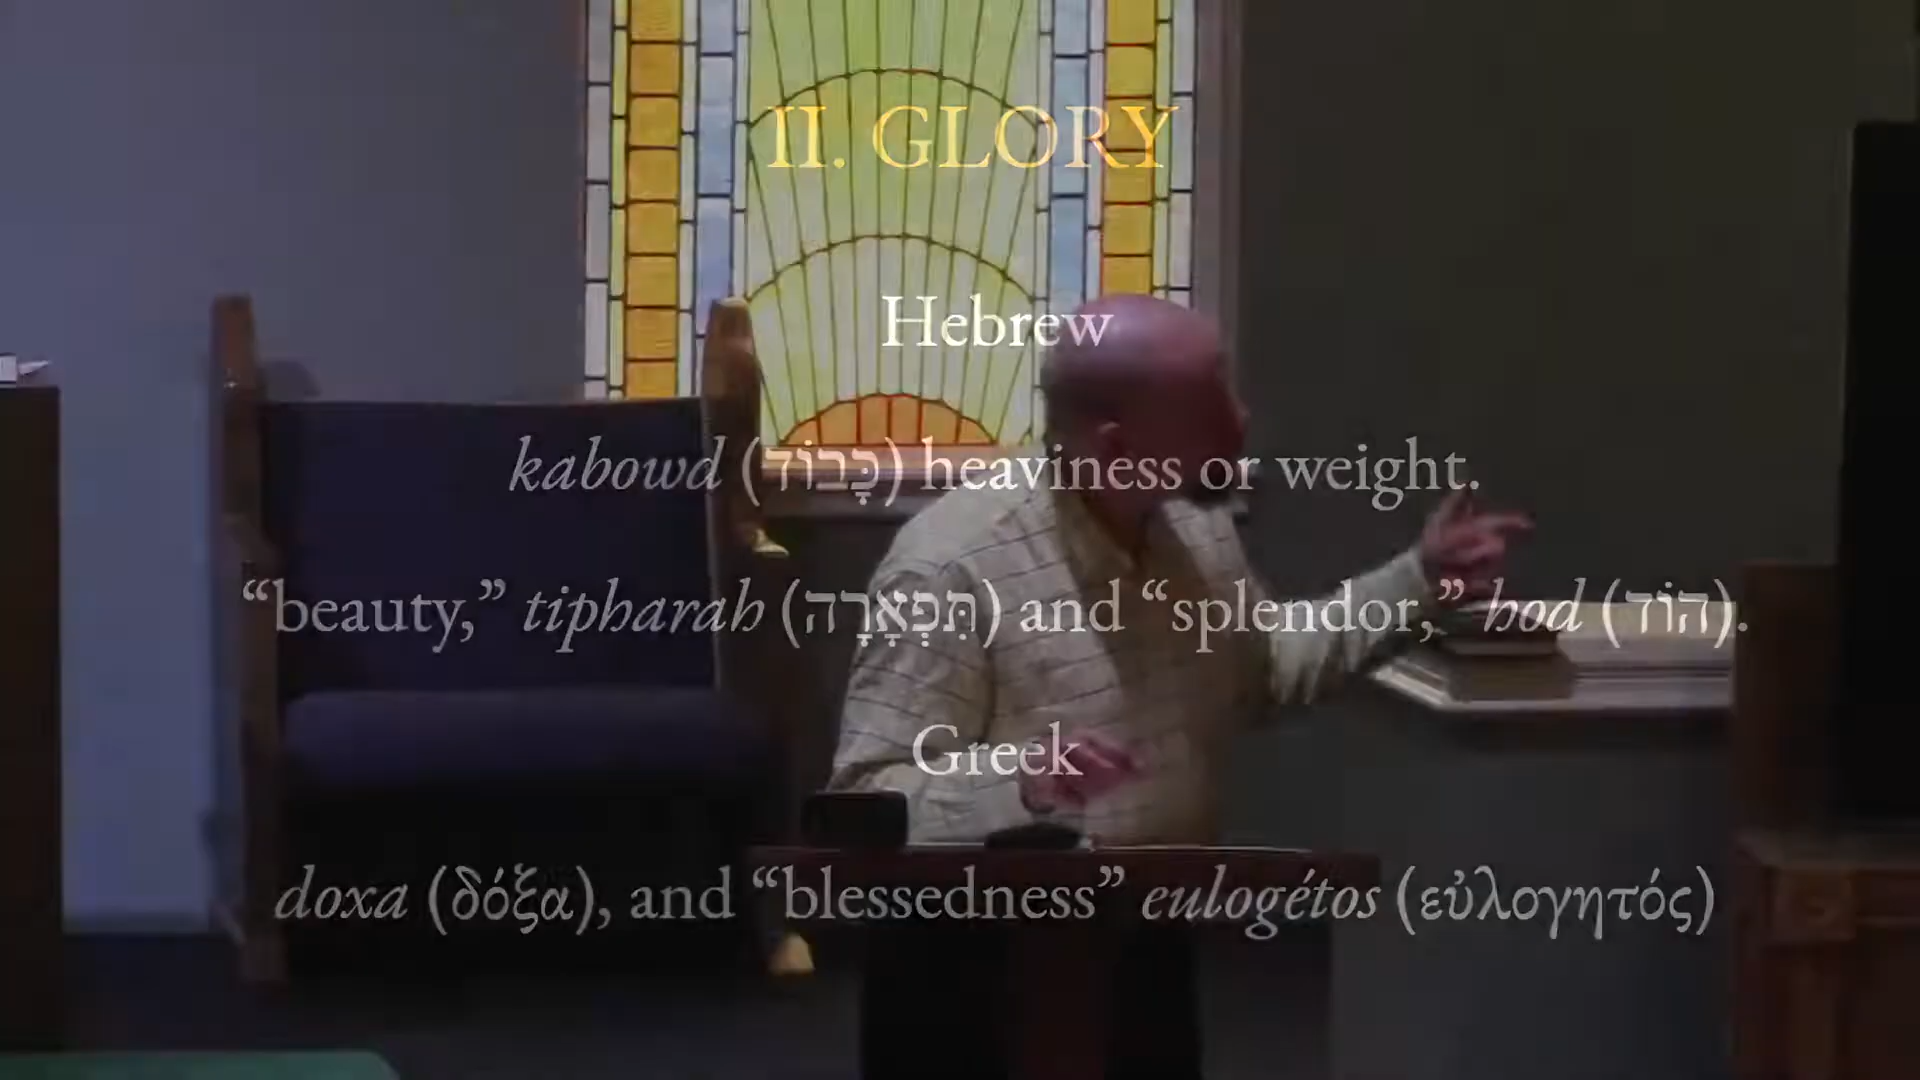 II. GLORY
Hebrew
kabowd (כָּבוֹד) heaviness or weight.
“beauty,” tipharah (תִּפְאָרָה) and “splendor,” hod (הוֹד).
Greek
doxa (δόξα), and “blessedness” eulogétos (εὐλογητός)